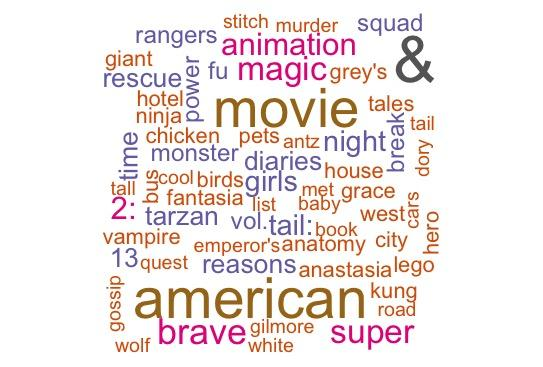 stitch murder squad
rangers animation &
giant fu magic grey's
rescue power
hotel movie tales
ninja tail
chicken pets antz night break
time monster diaries dory
bus cool birds girls house
tall fantasia list met grace
2: baby cars
tarzan vol. tail: book west hero
vampire emperor's anatomy city
13 quest reasons anastasia lego
gossip american kung
road
brave gilmore super
wolf white